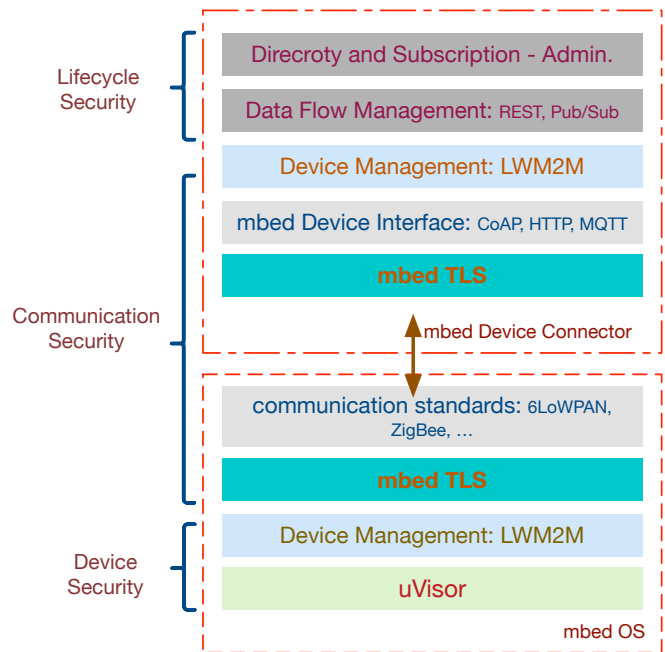 Lifecycle
Security
Direcroty and Subscription - Admin.
Data Flow Management: REST, Pub/Sub
Device Management: LWM2M
mbed Device Interface: CoAP, HTTP, MQTT
mbed TLS
Communication
Security
mbed Device Connector
communication standards: 6LoWPAN,
ZigBee, …
mbed TLS
Device
Security
Device Management: LWM2M
uVisor
mbed OS